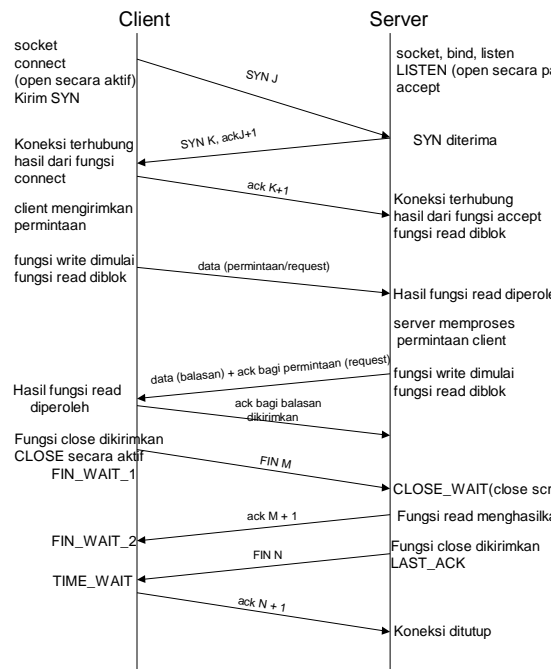 Client
Server
socket
connect
(open secara aktif)
Kirim SYN
socket, bind, listen
LISTEN (open secara pa
accept
SYN J
SYN diterima
SYN K, ackJ+1
Koneksi terhubung
hasil dari fungsi
connect
ack K+1
Koneksi terhubung
hasil dari fungsi accept
fungsi read diblok
client mengirimkan
permintaan
fungsi write dimulai
fungsi read diblok
data (permintaan/request)
Hasil fungsi read diperole
server memproses
permintaan client
data (balasan) + ack bagi permintaan (request)
fungsi write dimulai
fungsi read diblok
Hasil fungsi read
diperoleh
ack bagi balasan
dikirimkan
Fungsi close dikirimkan
CLOSE secara aktif
FIN_WAIT_1
FIN M
CLOSE_WAIT(close scr
ack M + 1
Fungsi read menghasilka
FIN_WAIT_2
FIN N
Fungsi close dikirimkan
LAST_ACK
TIME_WAIT
ack N + 1
Koneksi ditutup